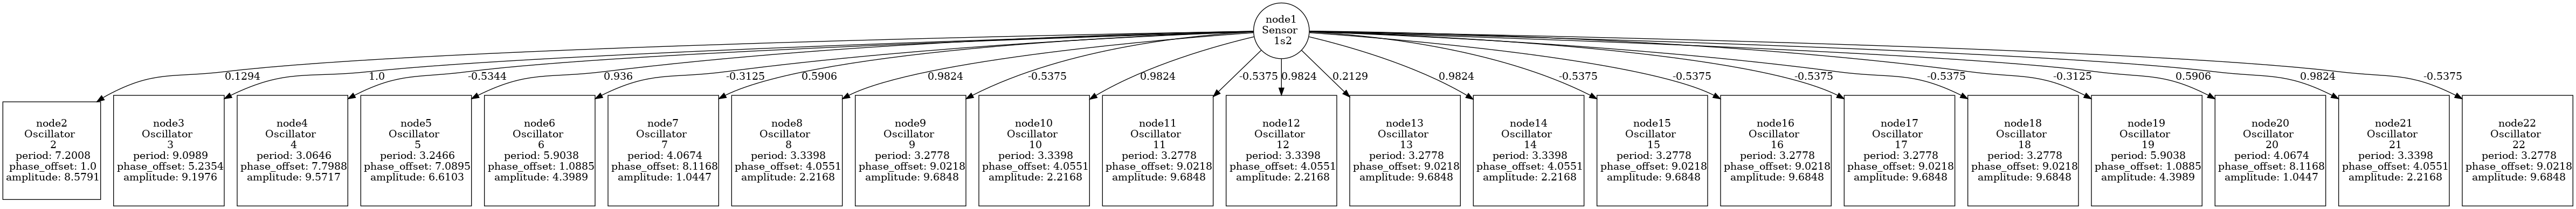 node1
Sensor
1s2
0.1294
1.0
-0.5344
0.936
-0.3125
0.5906
0.9824
-0.5375
0.9824
-0.5375
0.9824
0.2129
0.9824
-0.5375
-0.5375
-0.5375
-0.5375
-0.3125
0.5906
0.9824
-0.5375
node2
Oscillator
2
period: 7.2008
phase_offset: 1.0
amplitude: 8.5791
node3
Oscillator
3
period: 9.0989
phase_offset: 5.2354
amplitude: 9.1976
node4
Oscillator
4
period: 3.0646
phase_offset: 7.7988
amplitude: 9.5717
node5
Oscillator
5
period: 3.2466
phase_offset: 7.0895
amplitude: 6.6103
node6
Oscillator
6
period: 5.9038
phase_offset: 1.0885
amplitude: 4.3989
node7
Oscillator
7
period: 4.0674
phase_offset: 8.1168
amplitude: 1.0447
node8
Oscillator
8
period: 3.3398
phase_offset: 4.0551
amplitude: 2.2168
node9
Oscillator
9
period: 3.2778
phase_offset: 9.0218
amplitude: 9.6848
node10
Oscillator
10
period: 3.3398
phase_offset: 4.0551
amplitude: 2.2168
node11
Oscillator
11
period: 3.2778
phase_offset: 9.0218
amplitude: 9.6848
node12
Oscillator
12
period: 3.3398
phase_offset: 4.0551
amplitude: 2.2168
node13
Oscillator
13
period: 3.2778
phase_offset: 9.0218
amplitude: 9.6848
node14
Oscillator
14
period: 3.3398
phase_offset: 4.0551
amplitude: 2.2168
node15
Oscillator
15
period: 3.2778
phase_offset: 9.0218
amplitude: 9.6848
node16
Oscillator
16
period: 3.2778
phase_offset: 9.0218
amplitude: 9.6848
node17
Oscillator
17
period: 3.2778
phase_offset: 9.0218
amplitude: 9.6848
node18
Oscillator
18
period: 3.2778
phase_offset: 9.0218
amplitude: 9.6848
node19
Oscillator
19
period: 5.9038
phase_offset: 1.0885
amplitude: 4.3989
node20
Oscillator
20
period: 4.0674
phase_offset: 8.1168
amplitude: 1.0447
node21
Oscillator
21
period: 3.3398
phase_offset: 4.0551
amplitude: 2.2168
node22
Oscillator
22
period: 3.2778
phase_offset: 9.0218
amplitude: 9.6848